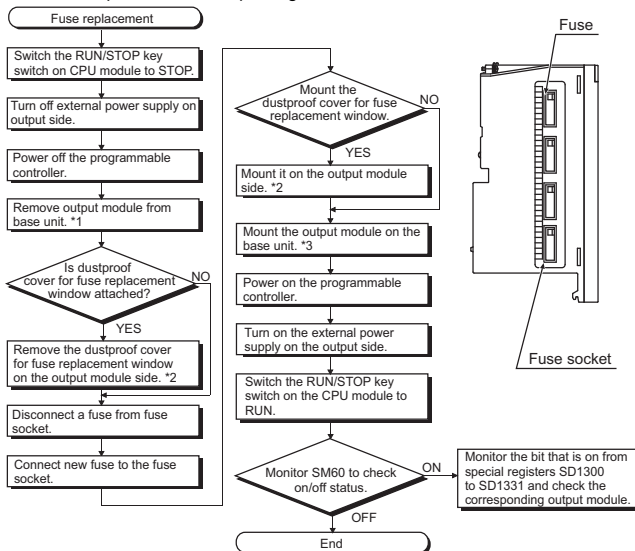 Fuse replacement
Switch the RUN/STOP key
switch on CPU module to STOP.
Turn off external power supply on
output side.
Power off the programmable
controller.
Remove output module from
base unit. *1
Is dustproof
cover for fuse replacement
window attached?
NO
YES
Remove the dustproof cover
for fuse replacement window
on the output module side. *2
Disconnect a fuse from fuse
socket.
Connect new fuse to the fuse
socket.
Mount the
dustproof cover for fuse
replacement window.
NO
YES
Mount it on the output module
side. *2
Mount the output module on the
base unit. *3
Power on the programmable
controller.
Turn on the external power
supply on the output side.
Switch the RUN/STOP key
switch on the CPU module to
RUN.
Monitor SM60 to check
on/off status.
ON
OFF
Monitor the bit that is on from
special registers SD1300
to SD1331 and check the
corresponding output module.
End
Fuse
Fuse socket